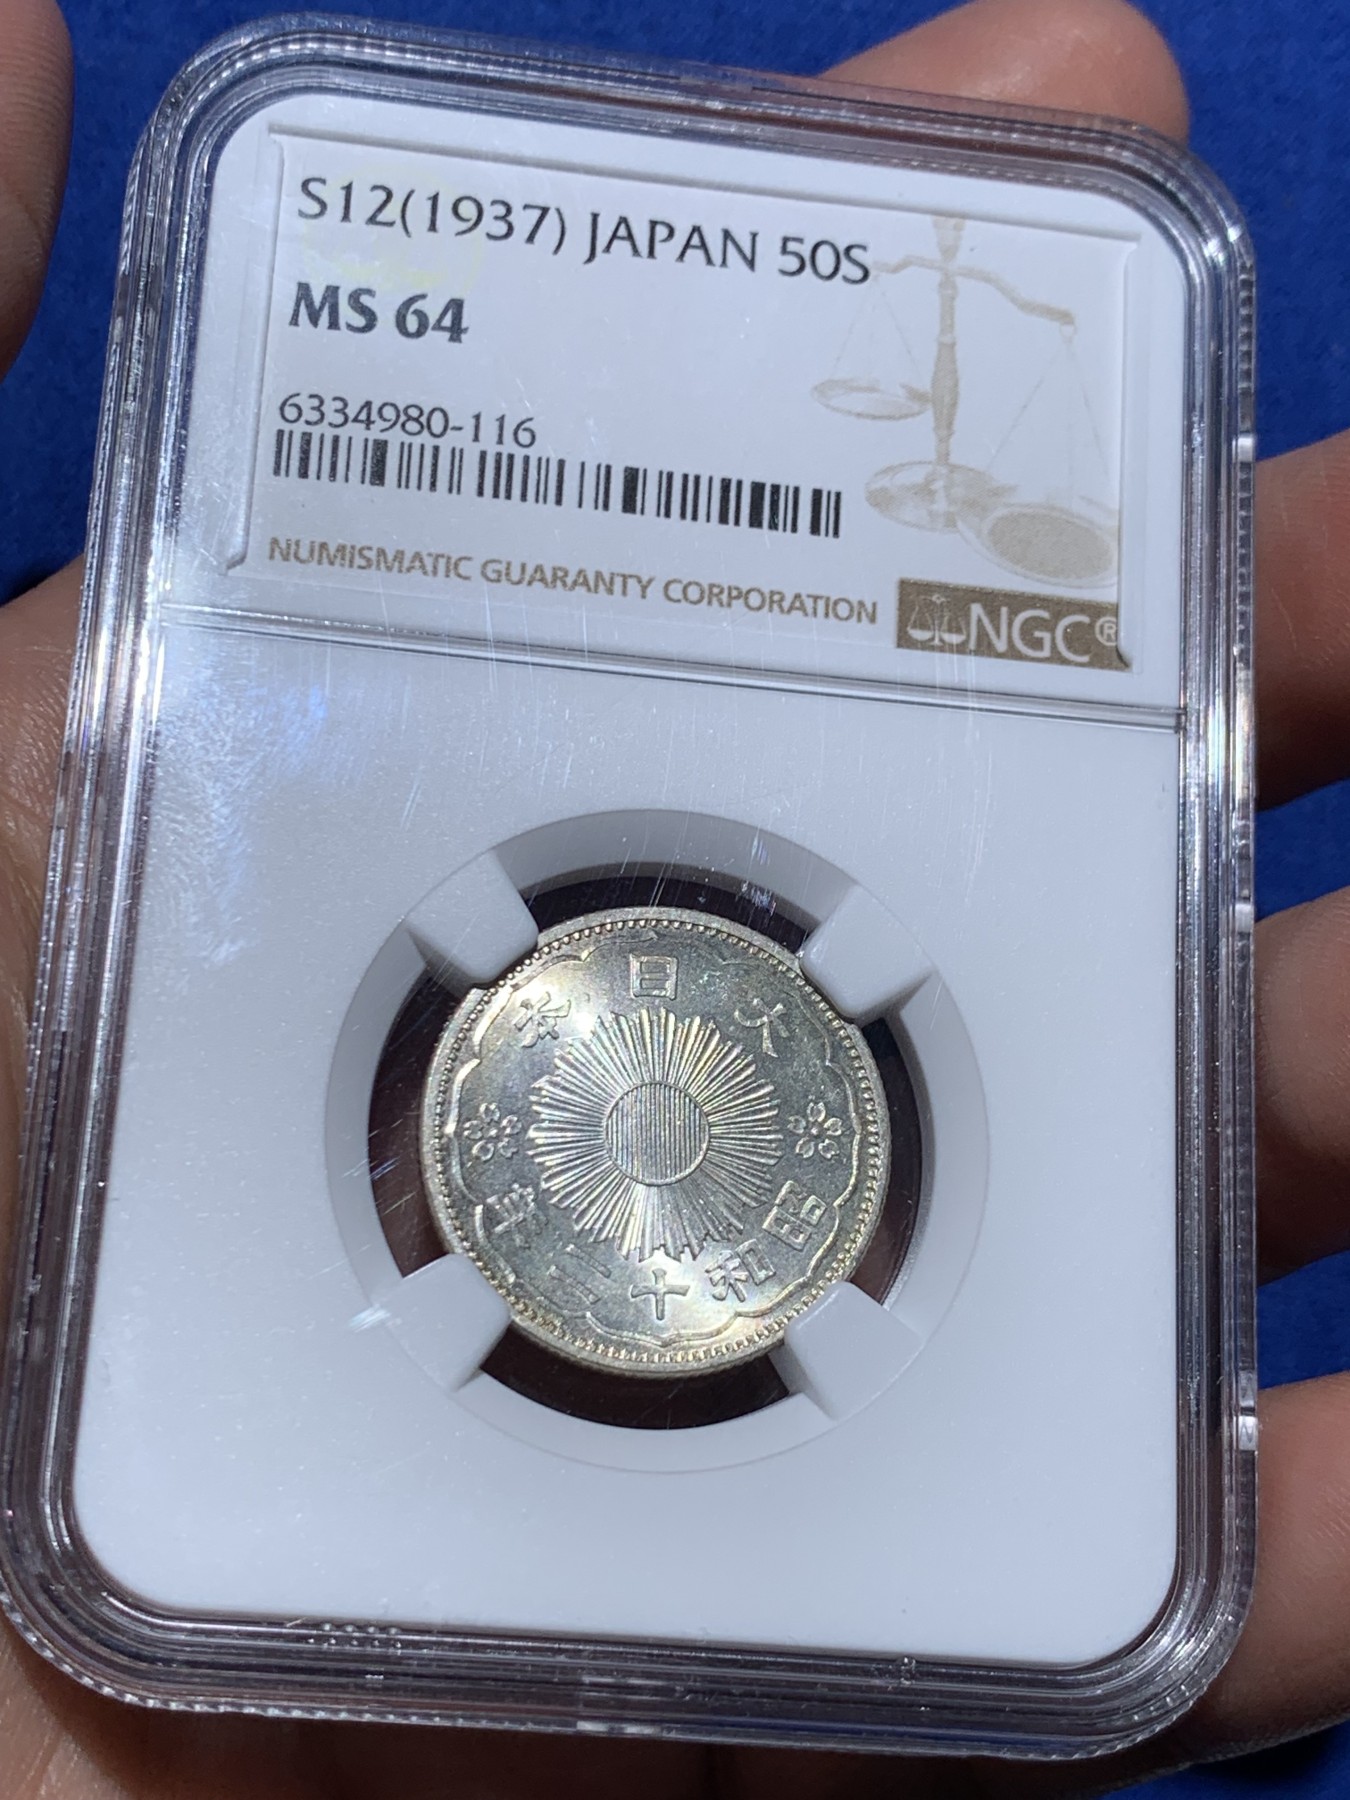 S12(1937) JAPAN 50S
MS 64
6334980-116
NUMISMATIC GUARANTY CORPORATION
NGC®
大日本
昭和十二年